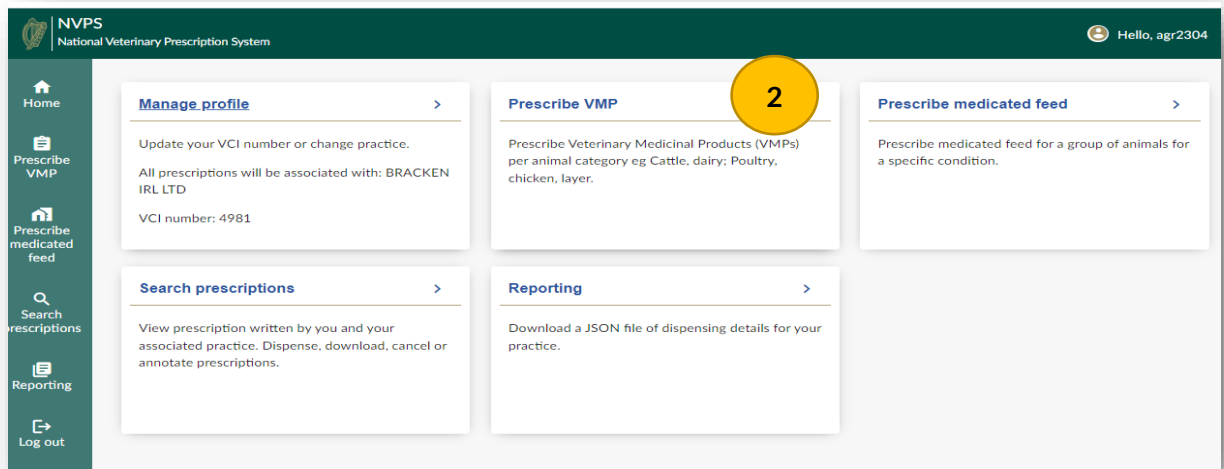 NVPS
National Veterinary Prescription System
Hello, agr2304
Home
Prescribe
VMP
Prescribe
medicated
feed
Search
rescriptions
Reporting
Log out
Manage profile
Update your VCI number or change practice.
All prescriptions will be associated with: BRACKEN
IRL LTD
VCI number: 4981
Prescribe VMP
2
Prescribe Veterinary Medicinal Products (VMPs)
per animal category eg Cattle, dairy; Poultry,
chicken, layer.
Prescribe medicated feed
Prescribe medicated feed for a group of animals for
a specific condition.
Search prescriptions
View prescription written by you and your
associated practice. Dispense, download, cancel or
annotate prescriptions.
Reporting
Download a JSON file of dispensing details for your
practice.